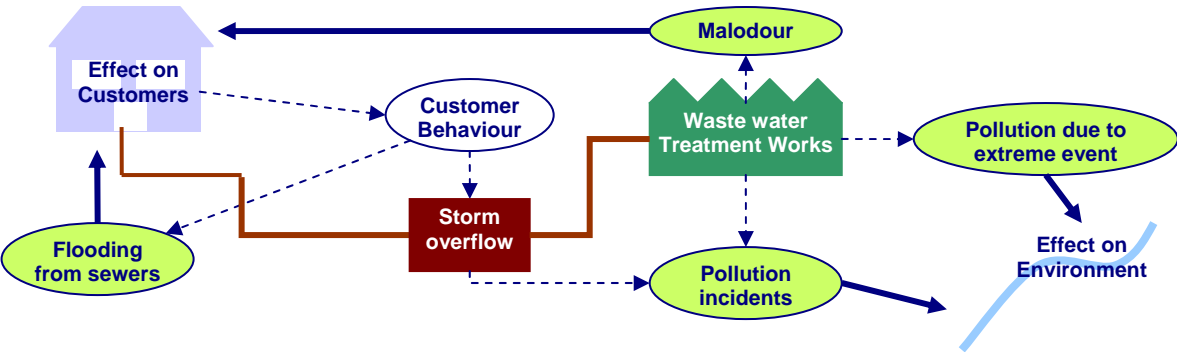 Malodour
Effect on
Customers
Customer
Behaviour
Waste water
Treatment Works
Pollution due to
extreme event
Storm
overflow
Flooding
from sewers
Pollution
incidents
Effect on
Environment